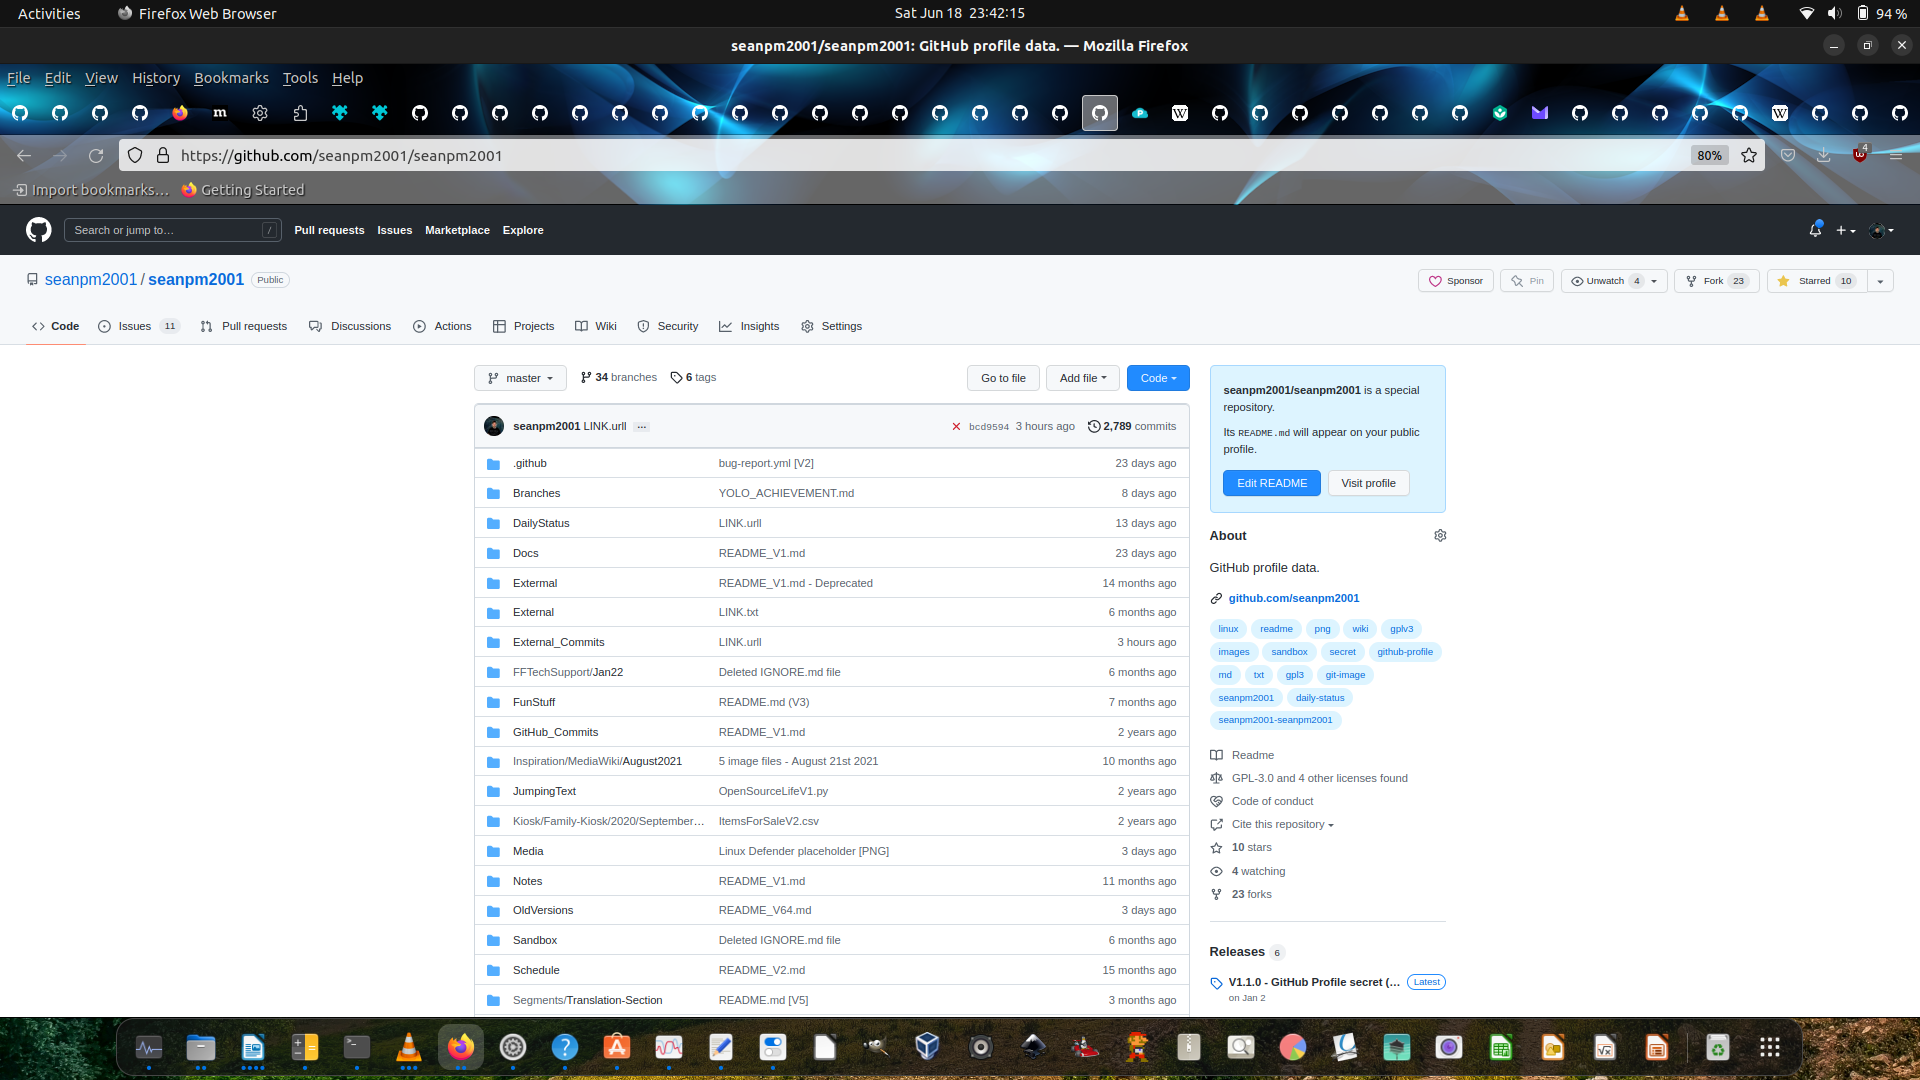 Activities Firefox Web Browser Sat Jun 18 23:42:15 94 %
seanpm2001/seanpm2001: GitHub profile data. — Mozilla Firefox
File Edit View History Bookmarks Tools Help
https://github.com/seanpm2001/seanpm2001 80% 4
Import bookmarks… Getting Started
Search or jump to… / Pull requests Issues Marketplace Explore
seanpm2001 / seanpm2001 Public Sponsor Pin Unwatch 4 Fork 23 Starred 10
Code Issues 11 Pull requests Discussions Actions Projects Wiki Security Insights Settings
master 34 branches 6 tags Go to file Add file Code
seanpm2001 LINK.urll ... bcd9594 3 hours ago 2,789 commits
.github bug-report.yml [V2] 23 days ago
Branches YOLO_ACHIEVEMENT.md 8 days ago
DailyStatus LINK.urll 13 days ago
Docs README_V1.md 23 days ago
Extermal README_V1.md - Deprecated 14 months ago
External LINK.txt 6 months ago
External_Commits LINK.urll 3 hours ago
FFTechSupport/Jan22 Deleted IGNORE.md file 6 months ago
FunStuff README.md (V3) 7 months ago
GitHub_Commits README_V1.md 2 years ago
Inspiration/MediaWiki/August2021 5 image files - August 21st 2021 10 months ago
JumpingText OpenSourceLifeV1.py 2 years ago
Kiosk/Family-Kiosk/2020/September… ItemsForSaleV2.csv 2 years ago
Media Linux Defender placeholder [PNG] 3 days ago
Notes README_V1.md 11 months ago
OldVersions README_V64.md 3 days ago
Sandbox Deleted IGNORE.md file 6 months ago
Schedule README_V2.md 15 months ago
Segments/Translation-Section README.md [V5] 3 months ago
seanpm2001/seanpm2001 is a special
repository.
Its README.md will appear on your public
profile.
Edit README Visit profile
About
GitHub profile data.
github.com/seanpm2001
linux readme png wiki gplv3
images sandbox secret github-profile
md txt gpl3 git-image
seanpm2001 daily-status
seanpm2001-seanpm2001
Readme
GPL-3.0 and 4 other licenses found
Code of conduct
Cite this repository
10 stars
4 watching
23 forks
Releases 6
V1.1.0 - GitHub Profile secret (… Latest
on Jan 2